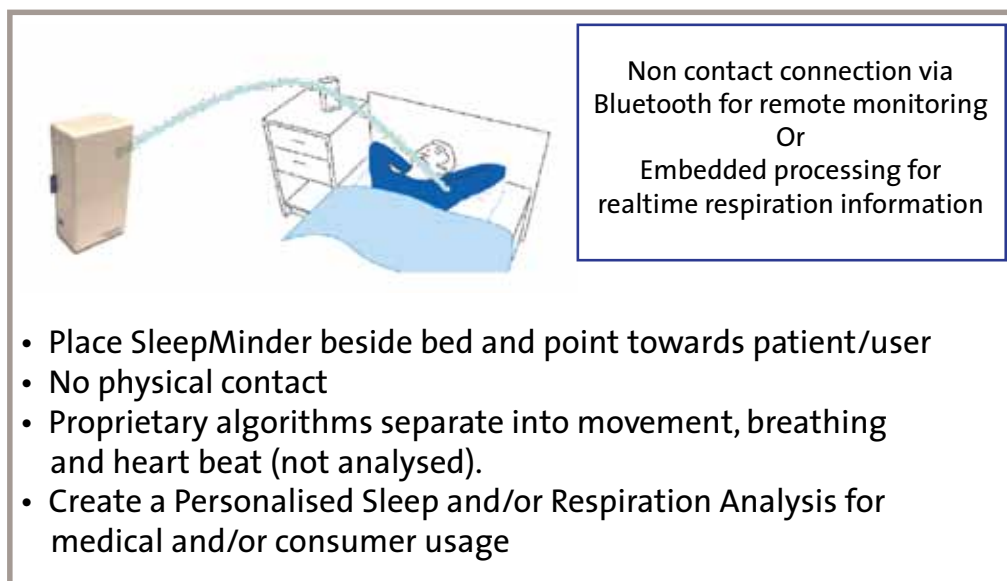 Non contact connection via
Bluetooth for remote monitoring
Or
Embedded processing for
realtime respiration information
• Place SleepMinder beside bed and point towards patient/user
• No physical contact
• Proprietary algorithms separate into movement, breathing
and heart beat (not analysed).
• Create a Personalised Sleep and/or Respiration Analysis for
medical and/or consumer usage